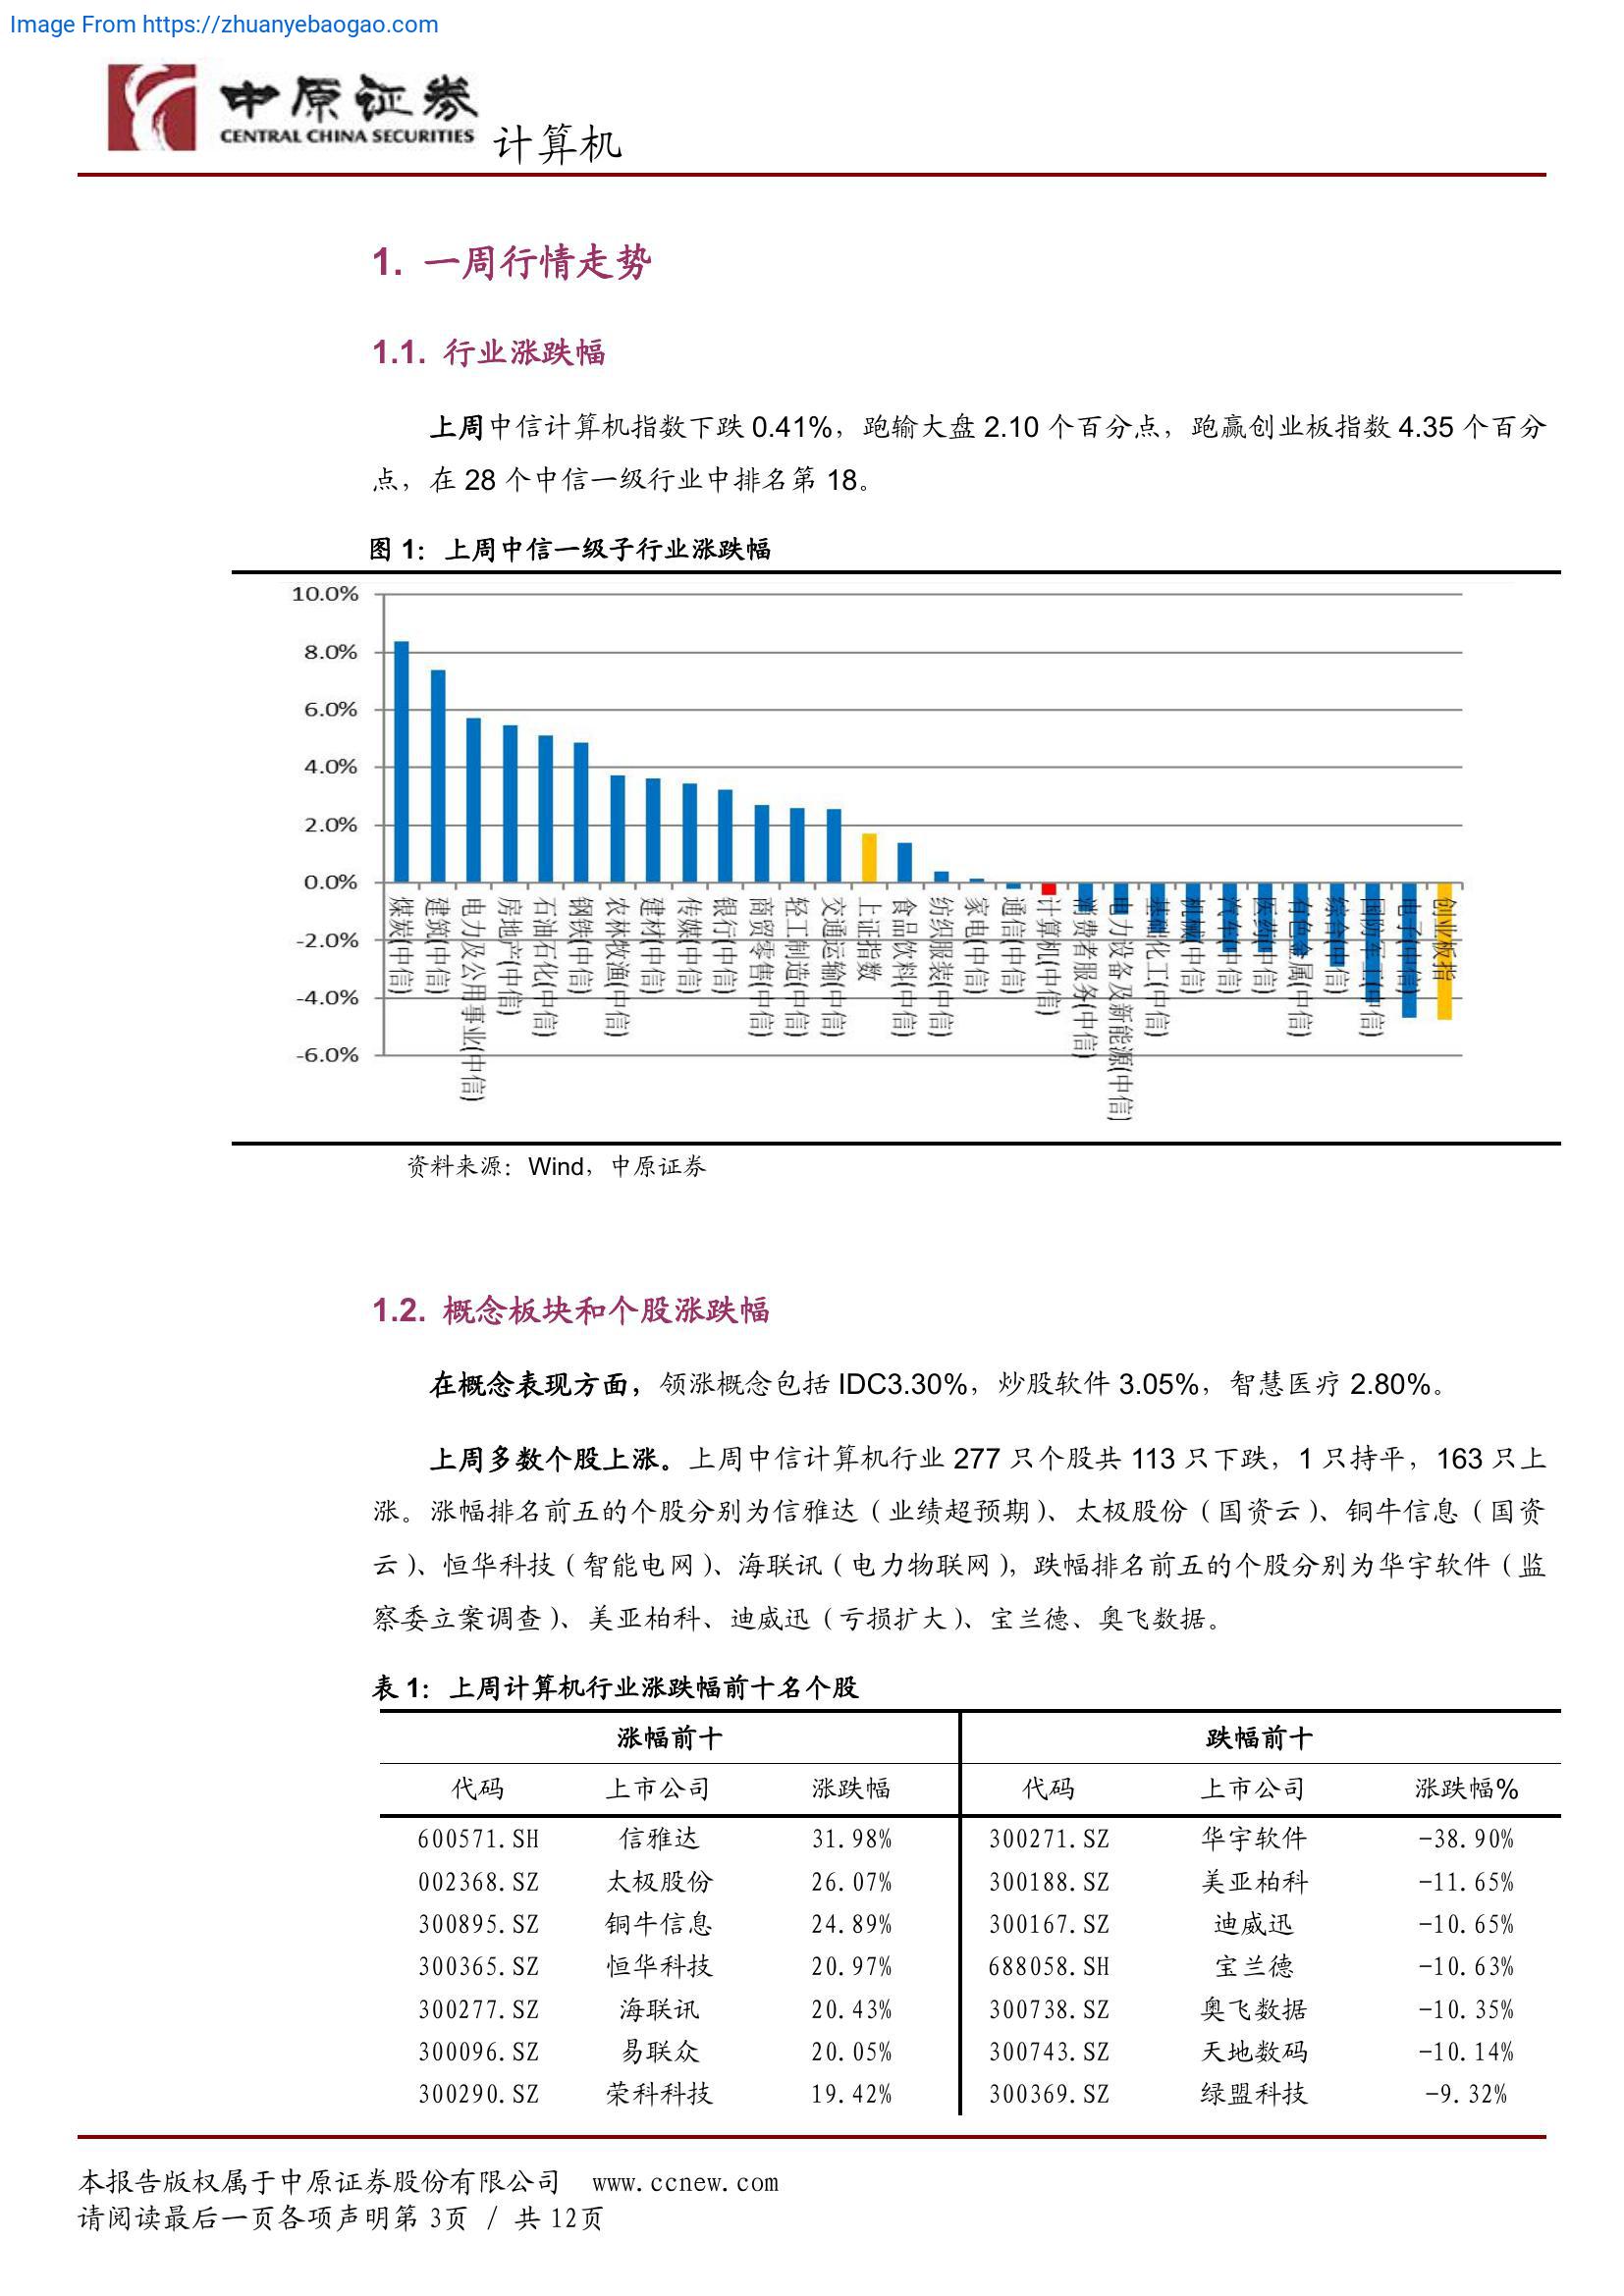 Image From https://zhuanyebaogao.com
中原证券
CENTRAL CHINA SECURITIES
计算机
1. 一周行情走势
1.1. 行业涨跌幅
上周中信计算机指数下跌 0.41%，跑输大盘 2.10 个百分点，跑赢创业板指数 4.35 个百分
点，在 28 个中信一级行业中排名第 18。
图 1：上周中信一级子行业涨跌幅
10.0%
8.0%
6.0%
4.0%
2.0%
0.0%
-2.0%
-4.0%
-6.0%
煤炭(中信)
建筑(中信)
电力及公用事业(中信)
房地产(中信)
石油石化(中信)
钢铁(中信)
农林牧渔(中信)
建材(中信)
传媒(中信)
银行(中信)
商贸零售(中信)
轻工制造(中信)
交通运输(中信)
上证指数
食品饮料(中信)
纺织服装(中信)
家电(中信)
通信(中信)
计算机(中信)
消费者服务(中信)
电力设备及新能源(中信)
基础化工(中信)
机械(中信)
汽车(中信)
医药(中信)
有色金属(中信)
综合(中信)
国防军工(中信)
电子(中信)
创业板指
资料来源：Wind，中原证券
1.2. 概念板块和个股涨跌幅
在概念表现方面，领涨概念包括 IDC3.30%，炒股软件 3.05%，智慧医疗 2.80%。
上周多数个股上涨。上周中信计算机行业 277 只个股共 113 只下跌，1 只持平，163 只上
涨。涨幅排名前五的个股分别为信雅达（业绩超预期）、太极股份（国资云）、铜牛信息（国资
云）、恒华科技（智能电网）、海联讯（电力物联网），跌幅排名前五的个股分别为华宇软件（监
察委立案调查）、美亚柏科、迪威迅（亏损扩大）、宝兰德、奥飞数据。
表 1：上周计算机行业涨跌幅前十名个股
涨幅前十 跌幅前十
代码 上市公司 涨跌幅 代码 上市公司 涨跌幅%
600571.SH 信雅达 31.98% 300271.SZ 华宇软件 -38.90%
002368.SZ 太极股份 26.07% 300188.SZ 美亚柏科 -11.65%
300895.SZ 铜牛信息 24.89% 300167.SZ 迪威迅 -10.65%
300365.SZ 恒华科技 20.97% 688058.SH 宝兰德 -10.63%
300277.SZ 海联讯 20.43% 300738.SZ 奥飞数据 -10.35%
300096.SZ 易联众 20.05% 300743.SZ 天地数码 -10.14%
300290.SZ 荣科科技 19.42% 300369.SZ 绿盟科技 -9.32%
本报告版权属于中原证券股份有限公司 www.ccnew.com
请阅读最后一页各项声明第 3页 / 共 12页